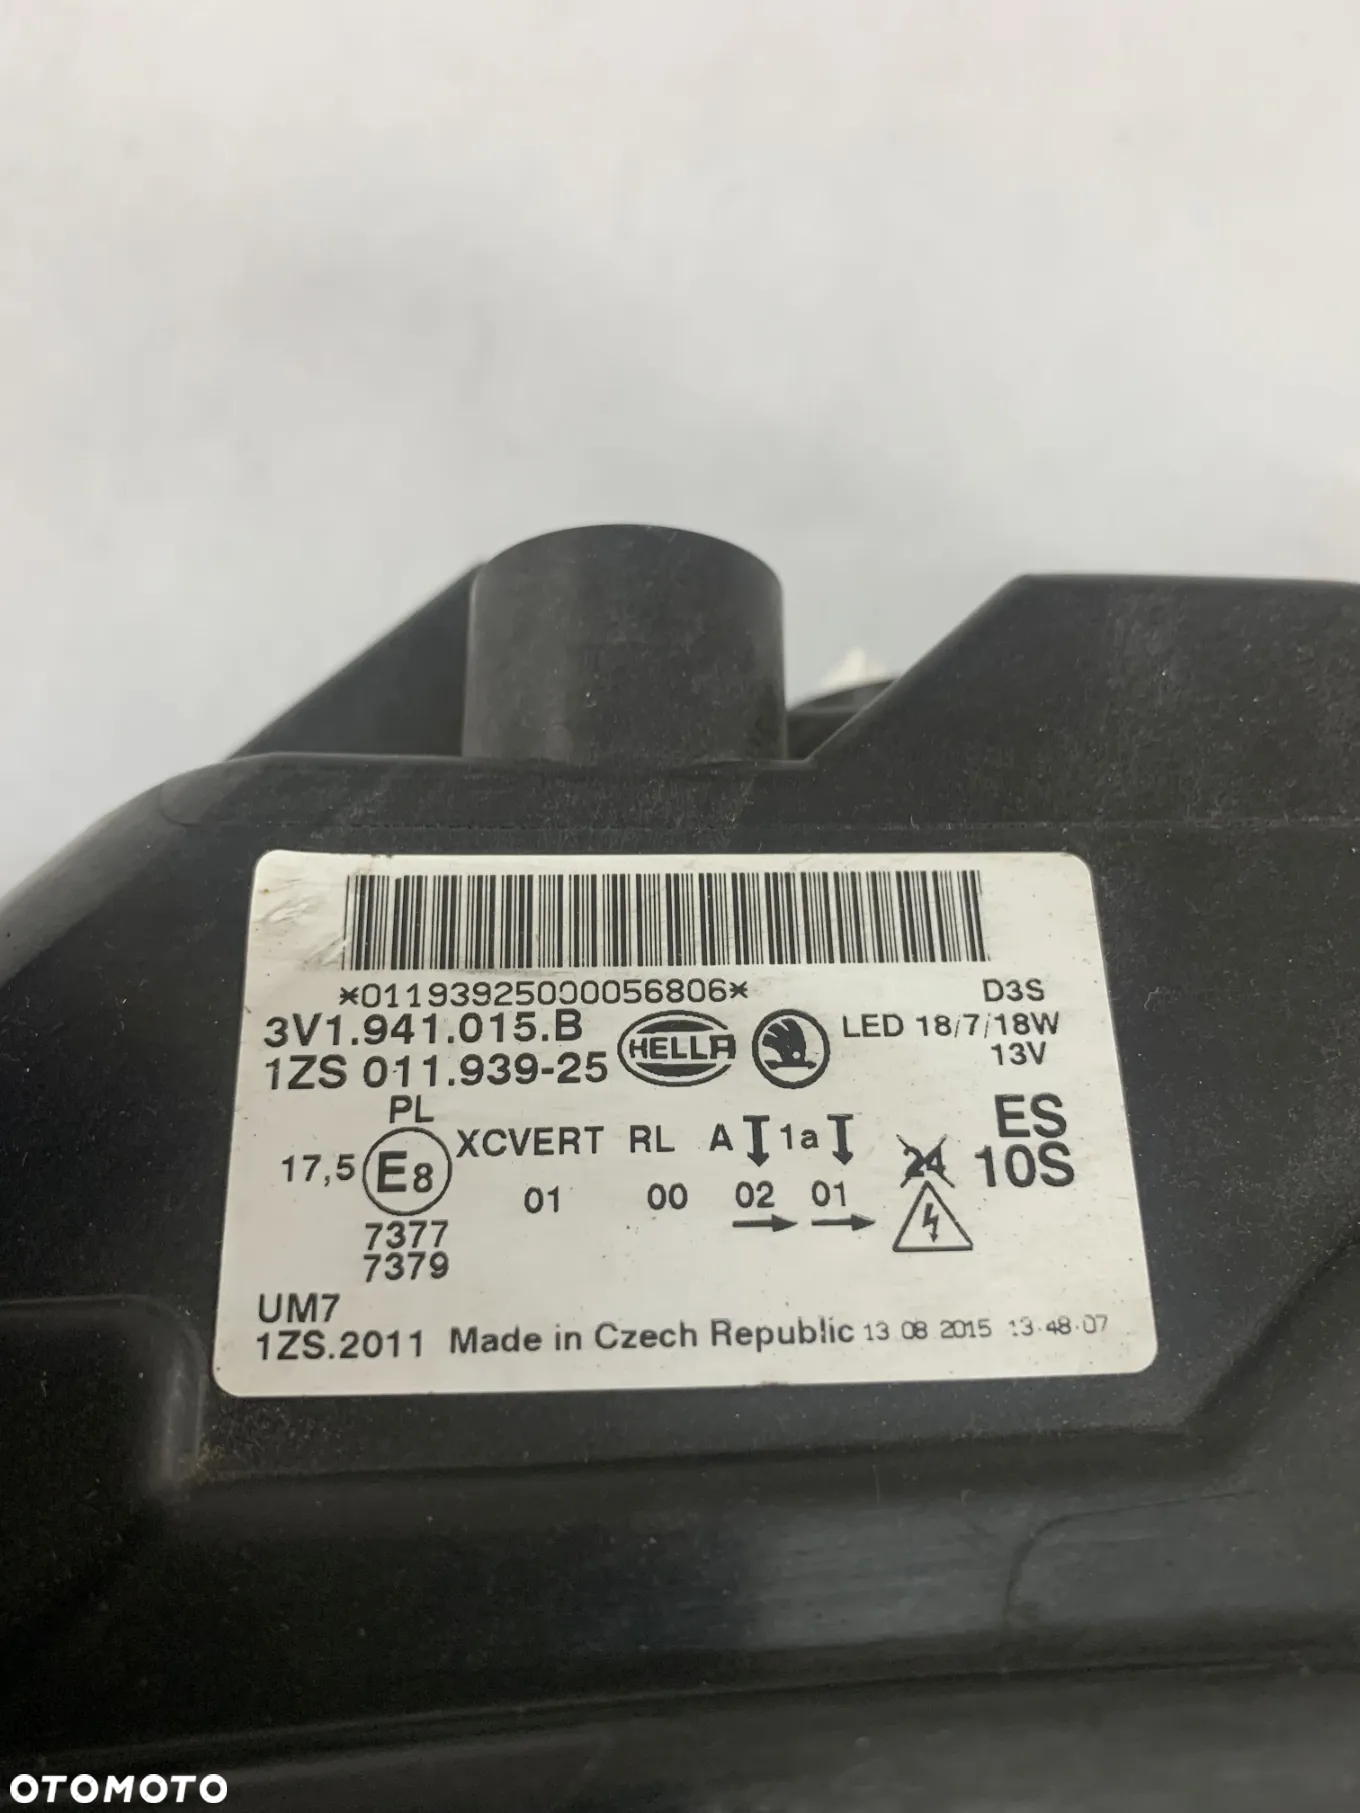 *01193925000056806*
D3S
3V1.941.015.B
HELLA
LED 18/7/18W
1ZS 011.939-25
13V
PL
XCVERT RL A 1a
ES
17,5 E8
24
10S
01 00 02 01
7377
7379
UM7
1ZS.2011 Made in Czech Republic 13 08 2015 13:48:07
OTOMOTO